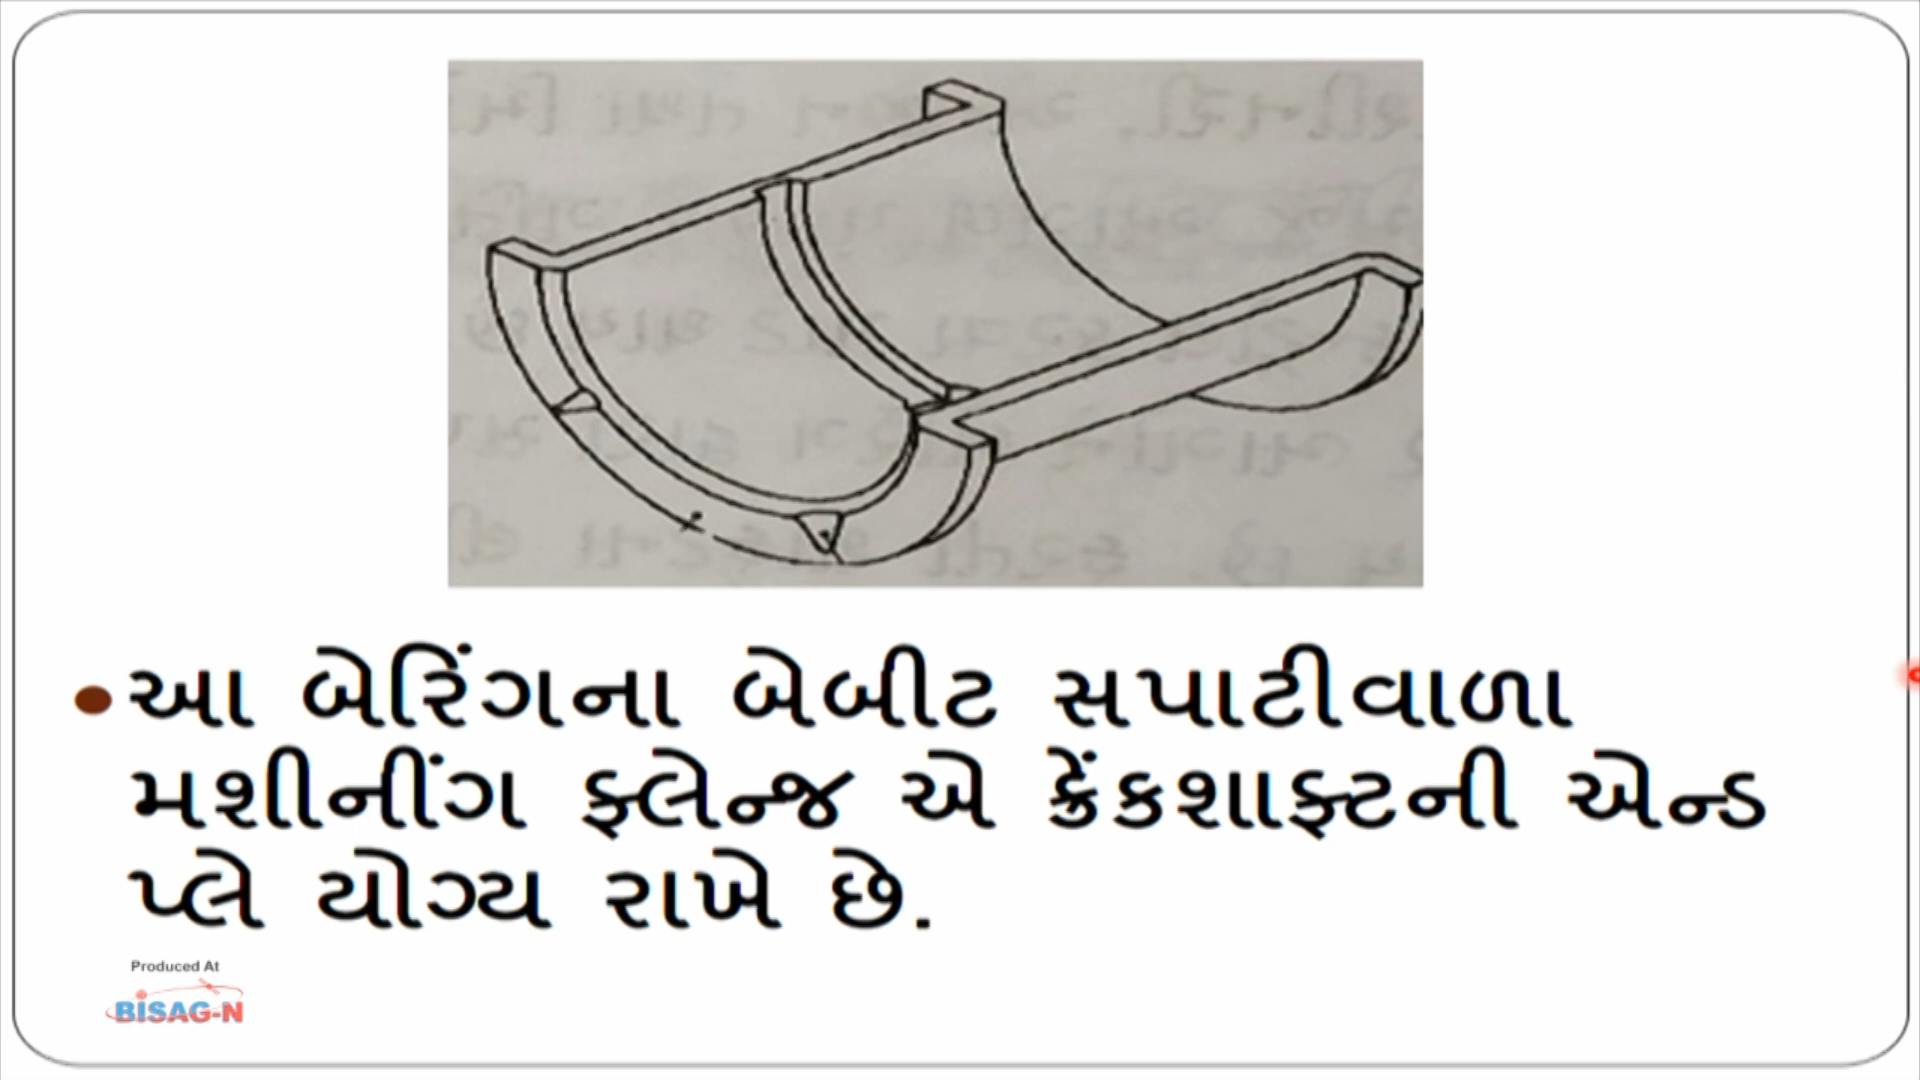 આ બેરિંગના બેબીટ સપાટીવાળા
મશીનીંગ ફ્લેન્જ એ ક્રેંકશાફ્ટની એન્ડ
પ્લે યોગ્ય રાખે છે.
Produced At
BISAG-N